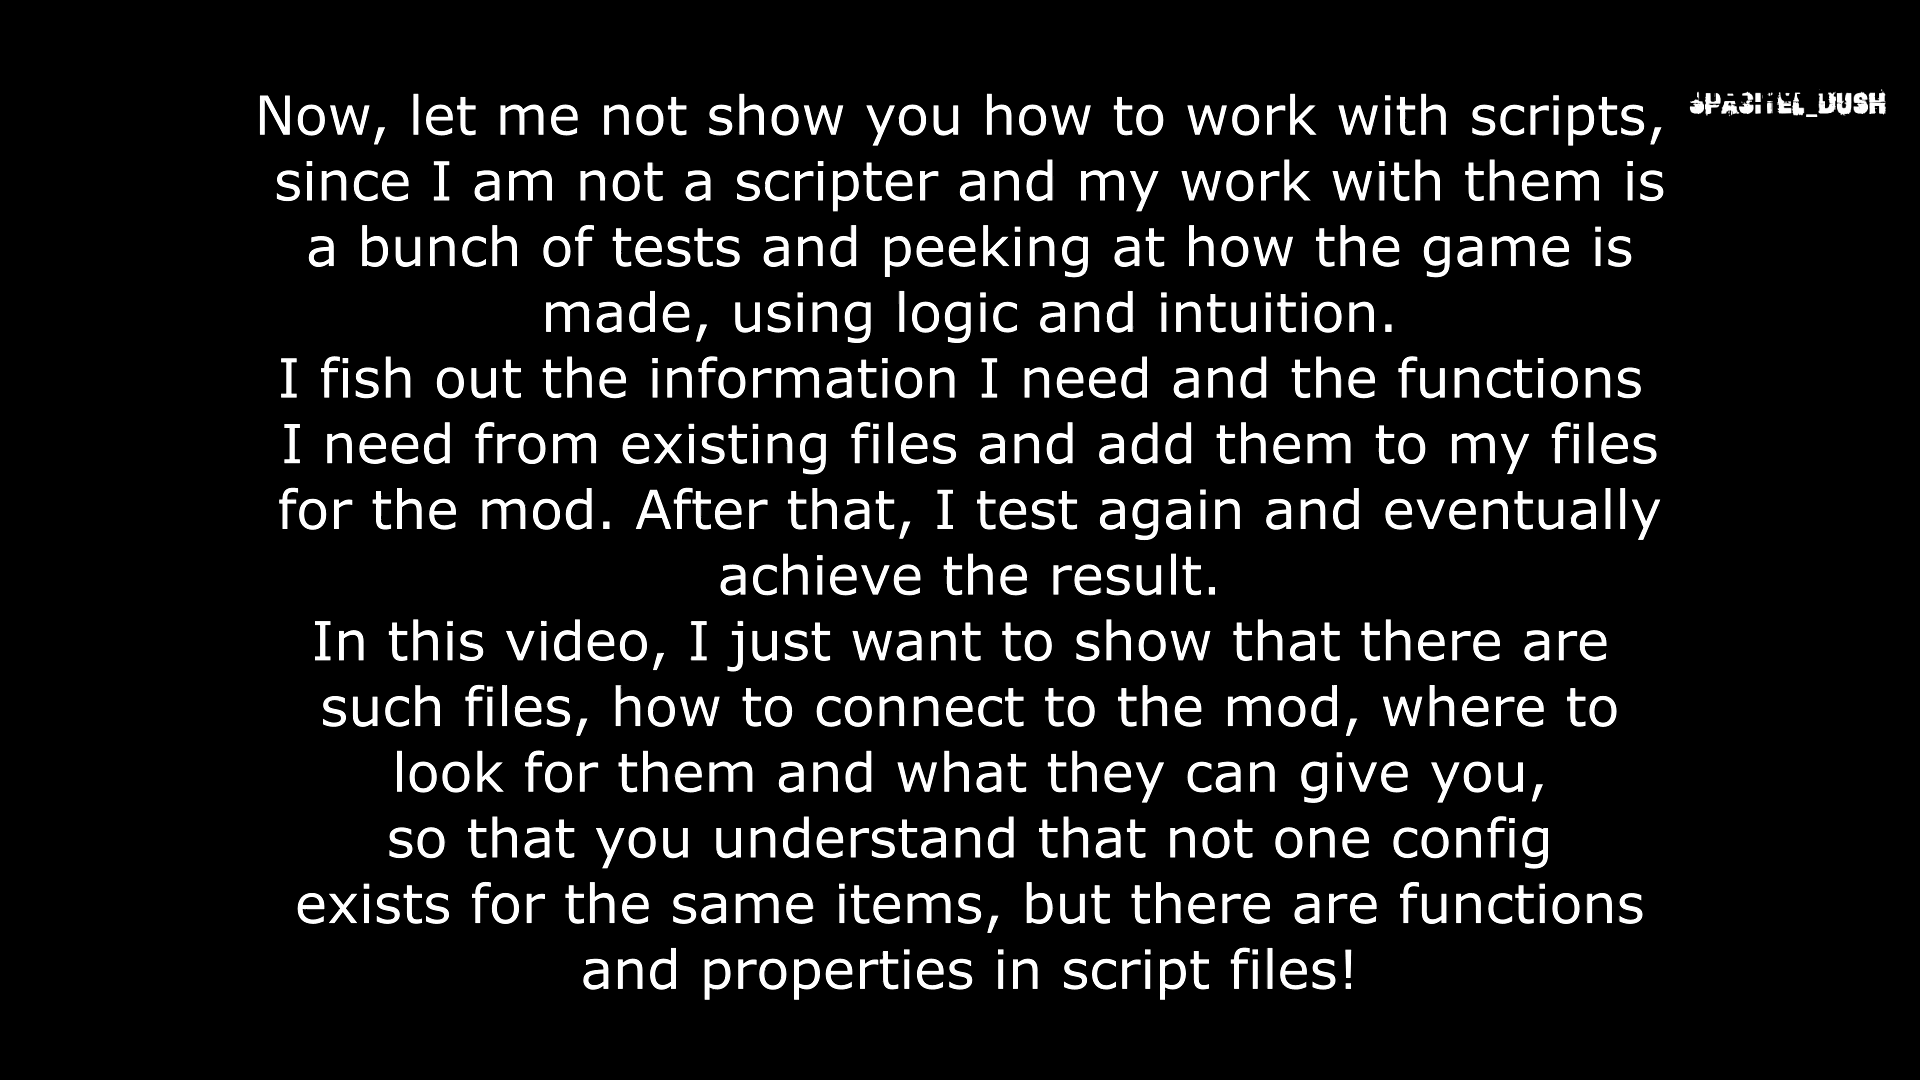 Now, let me not show you how to work with scripts,
SPASITEL_DUSH
since I am not a scripter and my work with them is
a bunch of tests and peeking at how the game is
made, using logic and intuition.
I fish out the information I need and the functions
I need from existing files and add them to my files
for the mod. After that, I test again and eventually
achieve the result.
In this video, I just want to show that there are
such files, how to connect to the mod, where to
look for them and what they can give you,
so that you understand that not one config
exists for the same items, but there are functions
and properties in script files!